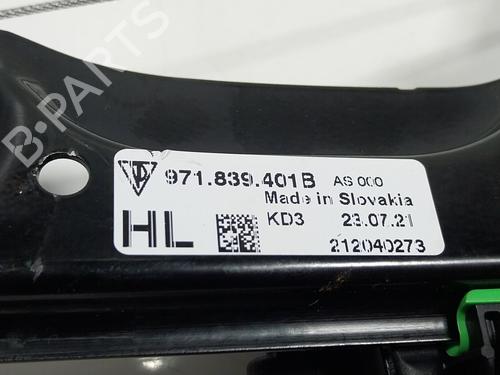 B-PARTS
971.839.401B AS 000
Made in Slovakia
HL KD3 23.07.21
212040273